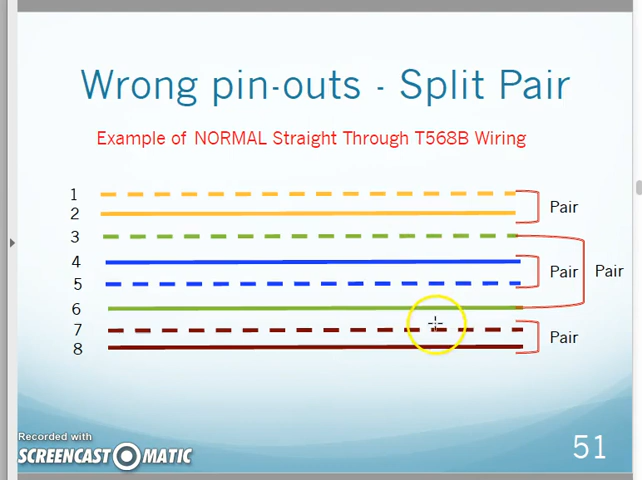 Wrong pin-outs - Split Pair
Example of NORMAL Straight Through T568B Wiring
1
2
Pair
3
4
5
Pair
Pair
6
7
8
Pair
Recorded with
SCREENCAST MATIC
51